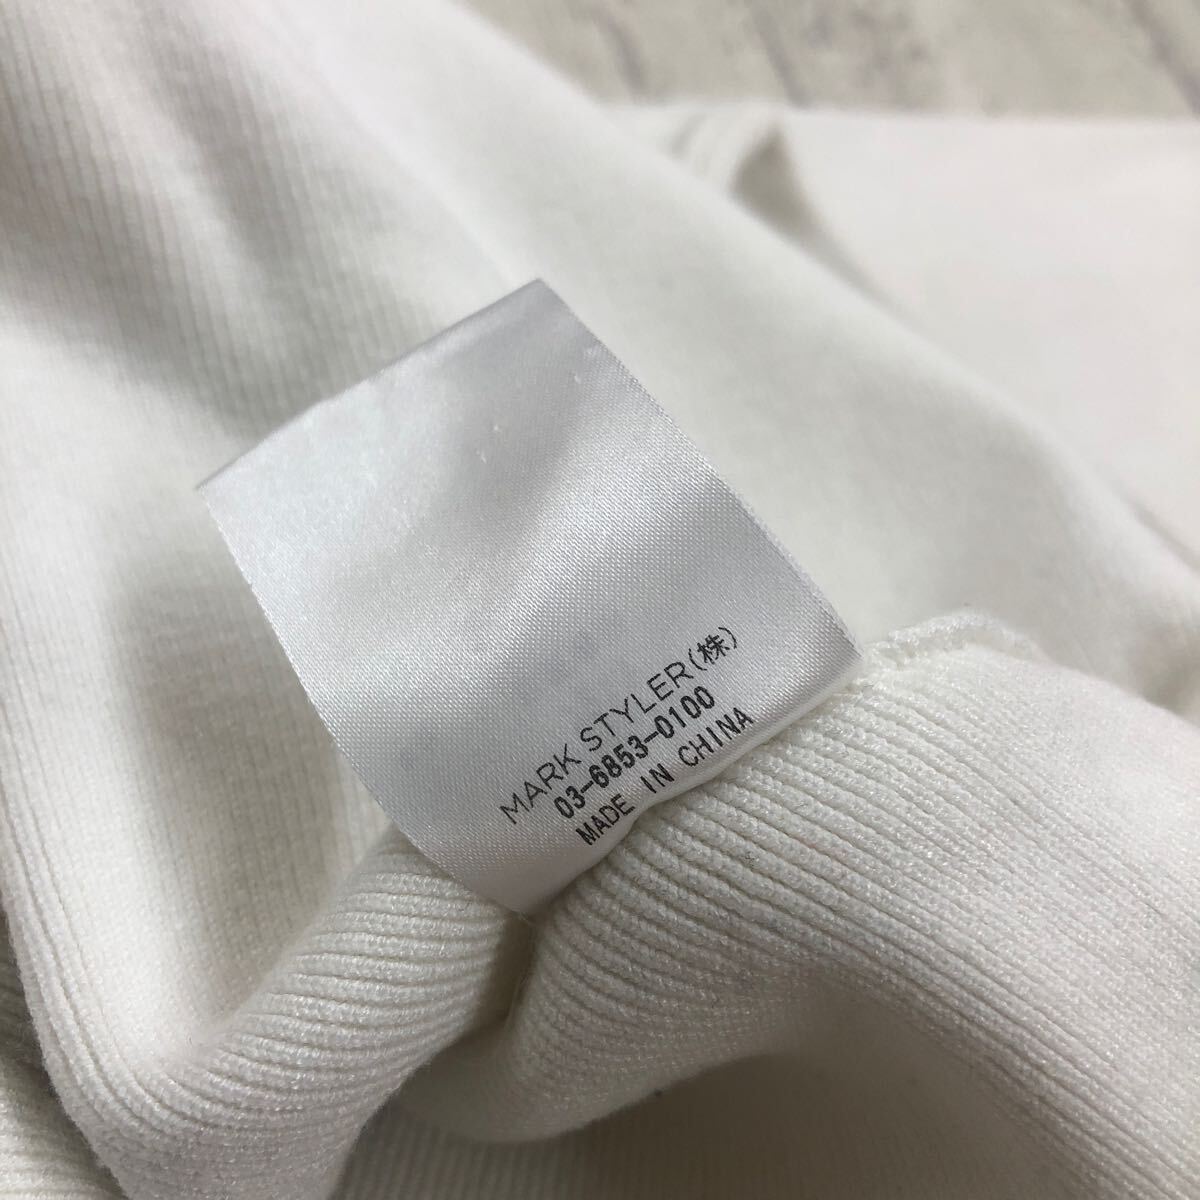 MARK STYLER(株)
03-6853-0100
MADE IN CHINA